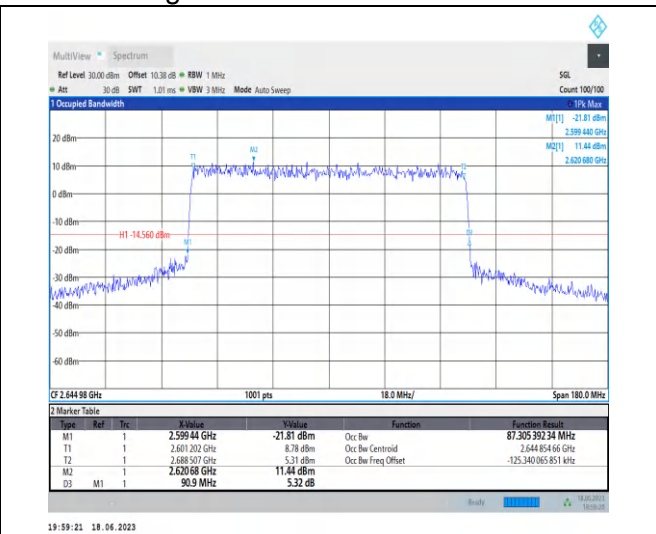 MultiView Spectrum
Ref Level 30.00 dBm Offset 10.38 dB RBW 1 MHz SGL
Att 30 dB SWT 1.01 ms VBW 3 MHz Mode Auto Sweep Count 100/100
1 Occupied Bandwidth 1Pk Max
M1[1] -21.81 dBm
2.599 440 GHz
M2[1] 11.44 dBm
2.620 680 GHz
20 dBm
M2
T1
T2
10 dBm
0 dBm
-10 dBm
H1 -14.560 dBm
D3
M1
-20 dBm
-30 dBm
-40 dBm
-50 dBm
-60 dBm
CF 2.644 98 GHz 1001 pts 18.0 MHz/ Span 180.0 MHz
2 Marker Table
Type Ref Trc X-Value Y-Value Function Function Result
M1 1 2.599 44 GHz -21.81 dBm Occ Bw 87.305 392 34 MHz
T1 1 2.601 202 GHz 8.78 dBm Occ Bw Centroid 2.644 854 66 GHz
T2 1 2.688 507 GHz 5.31 dBm Occ Bw Freq Offset -125.340 065 851 kHz
M2 1 2.620 68 GHz 11.44 dBm
D3 M1 1 90.9 MHz 5.32 dB
Ready 18.06.2023
19:59:21 18.06.2023